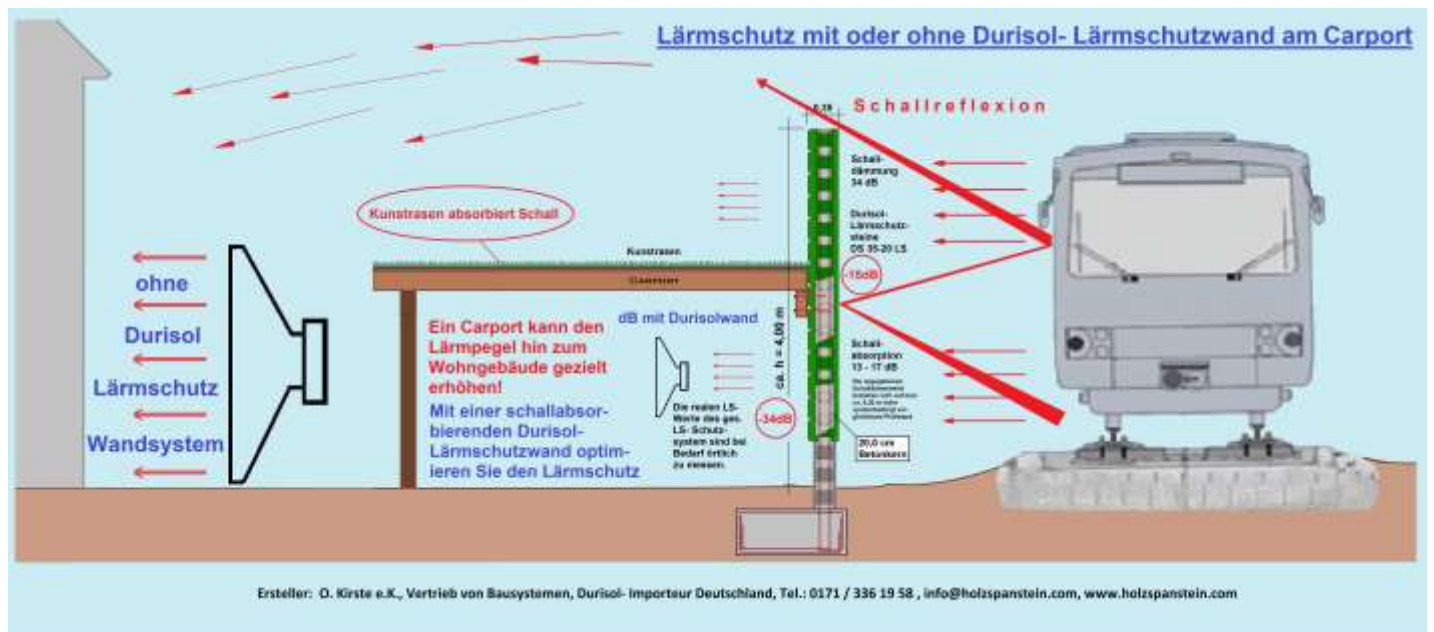 Lärmschutz mit oder ohne Durisol- Lärmschutzwand am Carport
Schallreflexion
Schall-
dämmung
34 dB
Kunstrasen absorbiert Schall
Durisol-
Lärmschutz-
steine
DS 35-20 LS
Kunstrasen
-15dB
Carport
ohne
Durisol
Lärmschutz
Wandsystem
Ein Carport kann den
Lärmpegel hin zum
Wohngebäude gezielt
erhöhen!
Mit einer schallabsor-
bierenden Durisol-
Lärmschutzwand optim-
ieren Sie den Lärmschutz
dB mit Durisolwand
Die realen LS-
Werte des ges.
LS- Schutz-
system sind bei
Bedarf örtlich
zu messen.
ca. h = 4,00 m
-34dB
Schall-
absorption
13 - 17 dB
20,0 cm
Betonkern
Ersteller: O. Kirste e.K., Vertrieb von Bausystemen, Durisol- Importeur Deutschland, Tel.: 0171 / 336 19 58 , info@holzspanstein.com, www.holzspanstein.com